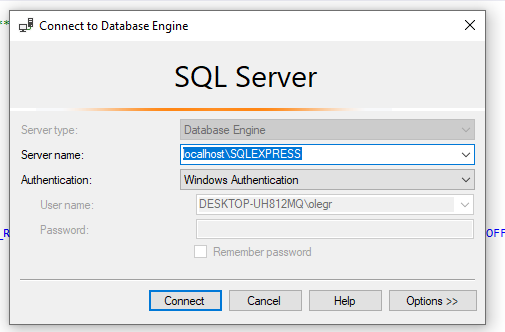 Connect to Database Engine
SQL Server
Server type: Database Engine
Server name: localhost\SQLEXPRESS
Authentication: Windows Authentication
User name: DESKTOP-UH812MQ\olegr
Password:
Remember password
Connect Cancel Help Options >>
_R
OFF